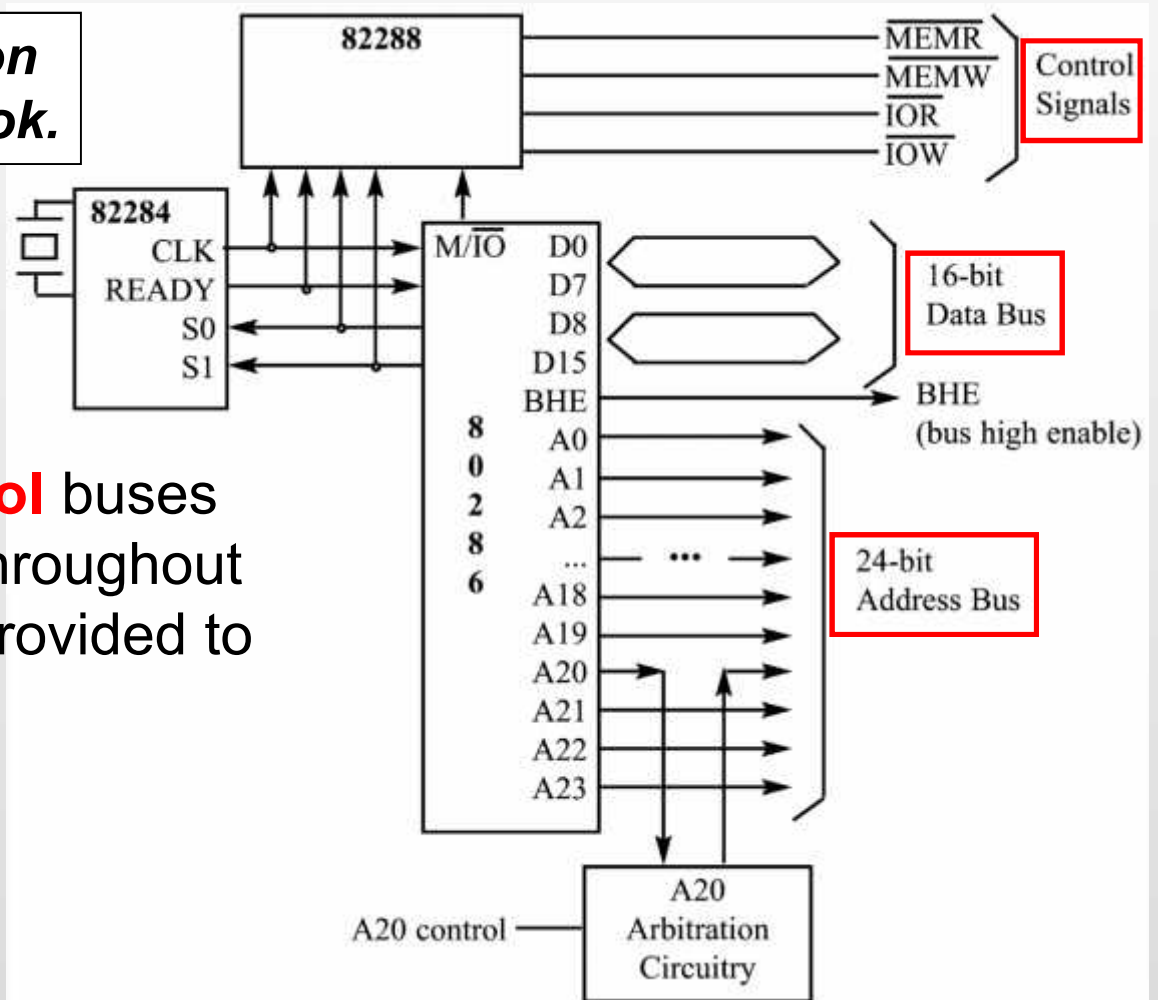 on
ok.
82288
MEMR
MEMW
IOR
IOW
Control
Signals
82284
CLK
READY
S0
S1
M/IO
D0
D7
D8
D15
BHE
A0
A1
A2
...
A18
A19
A20
A21
A22
A23
8
0
2
8
6
16-bit
Data Bus
BHE
(bus high enable)
•••
24-bit
Address Bus
ol buses
hroughout
rovided to
A20 control
A20
Arbitration
Circuitry